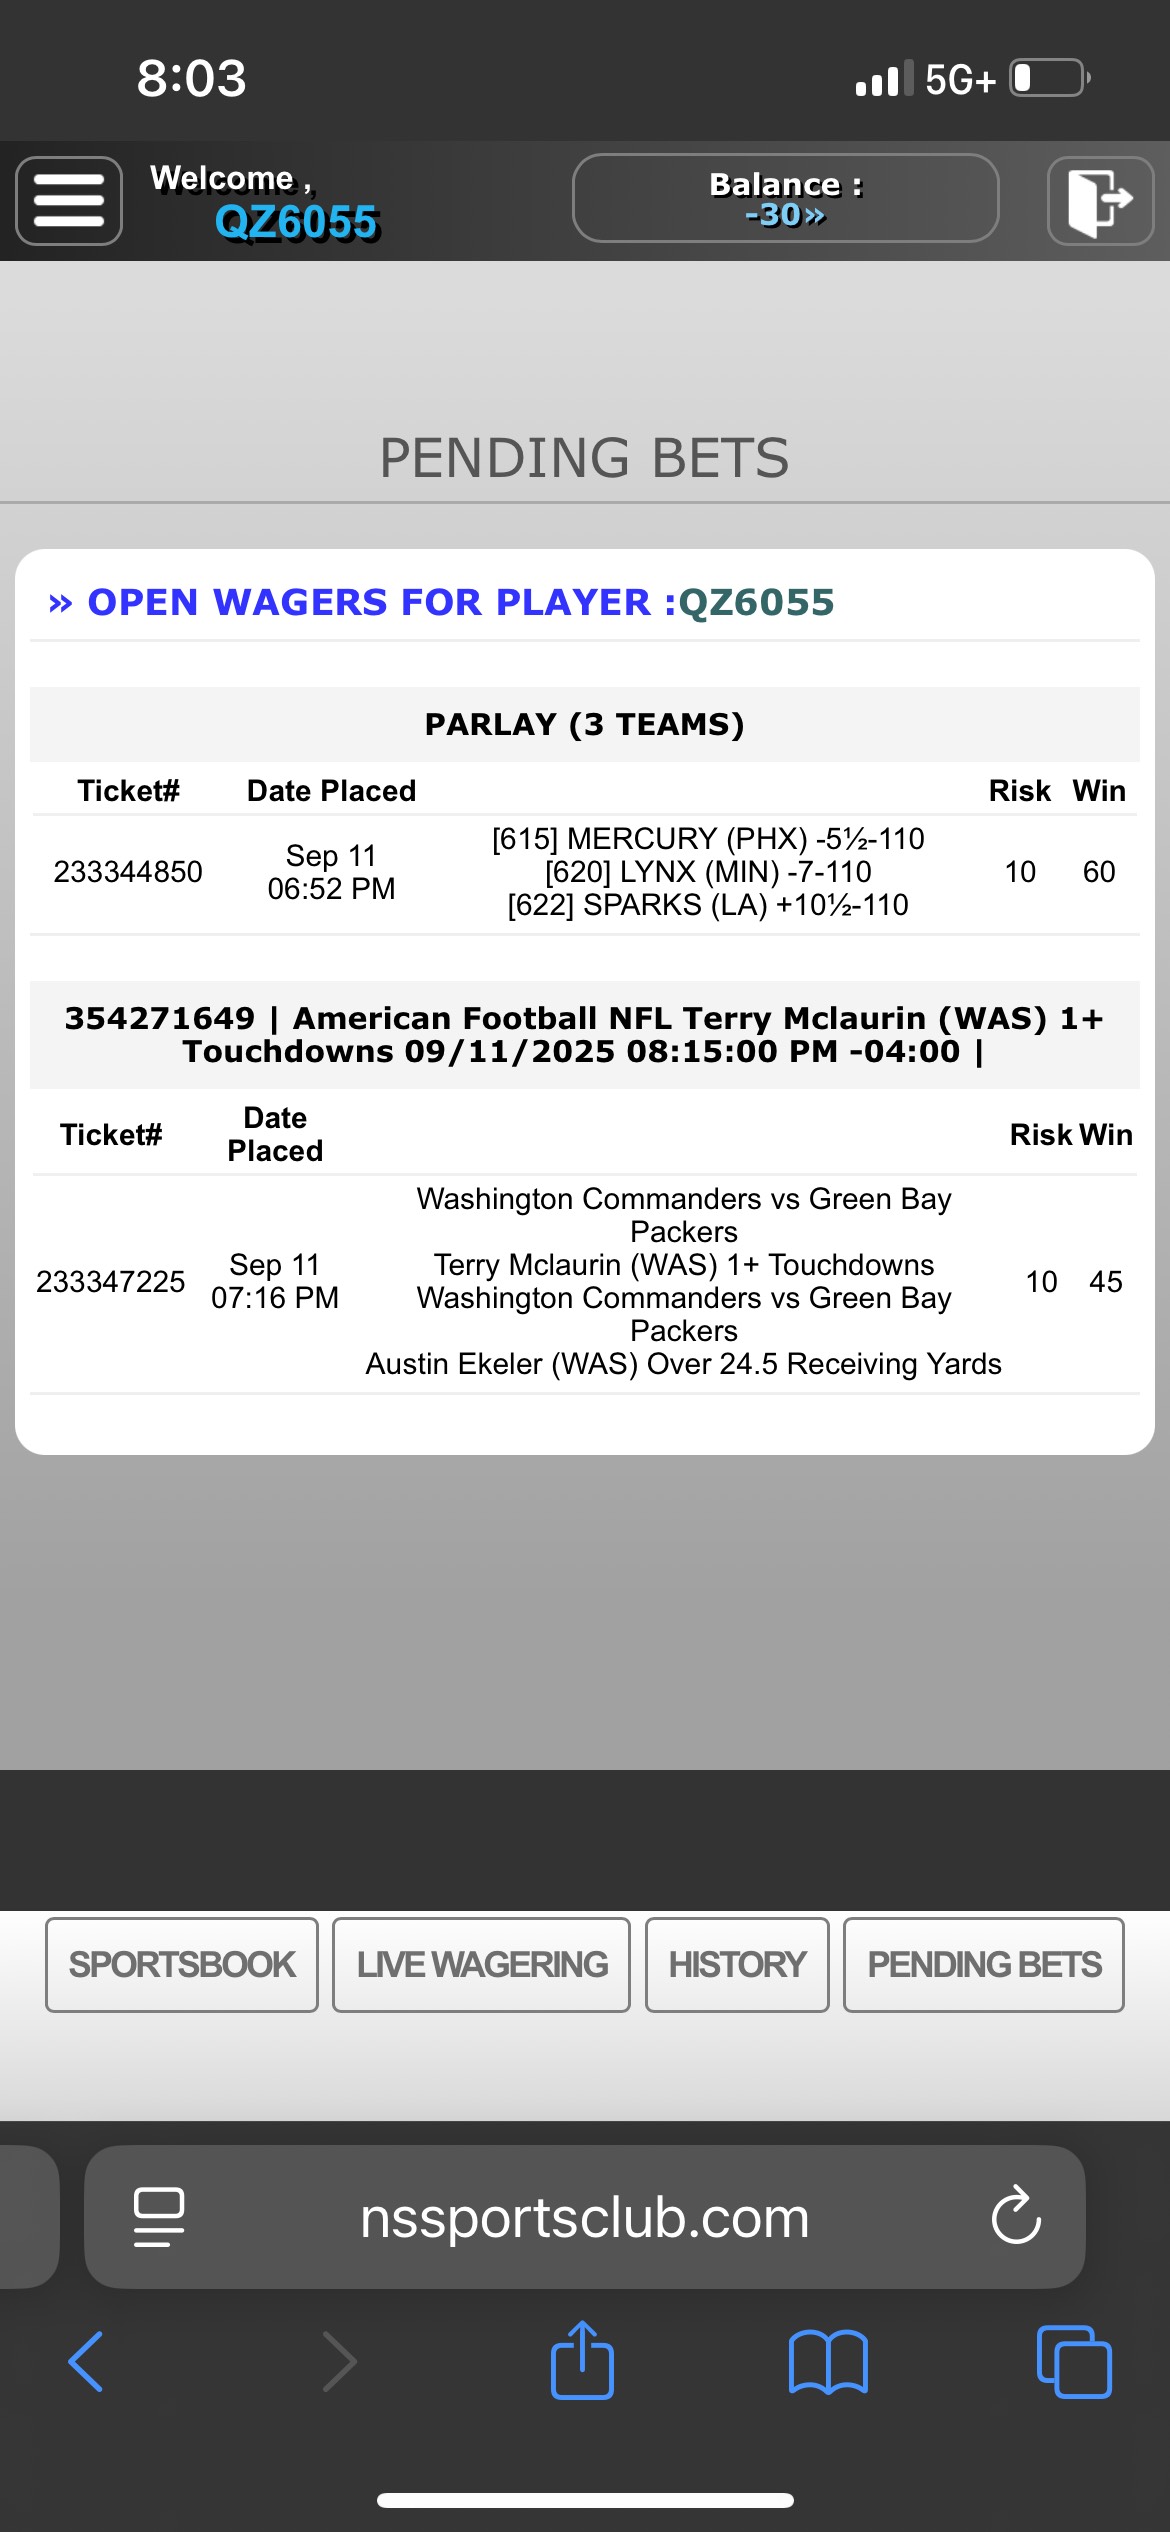 8:03
5G+
Welcome ,
QZ6055
Balance :
-30»
PENDING BETS
» OPEN WAGERS FOR PLAYER :QZ6055
PARLAY (3 TEAMS)
Ticket# Date Placed Risk Win
233344850 Sep 11 06:52 PM [615] MERCURY (PHX) -5½-110
[620] LYNX (MIN) -7-110
[622] SPARKS (LA) +10½-110
10 60
354271649 | American Football NFL Terry Mclaurin (WAS) 1+
Touchdowns 09/11/2025 08:15:00 PM -04:00 |
Ticket# Date Placed Risk Win
233347225 Sep 11 07:16 PM
Washington Commanders vs Green Bay
Packers
Terry Mclaurin (WAS) 1+ Touchdowns
Washington Commanders vs Green Bay
Packers
Austin Ekeler (WAS) Over 24.5 Receiving Yards
10 45
SPORTSBOOK LIVE WAGERING HISTORY PENDING BETS
nssportsclub.com